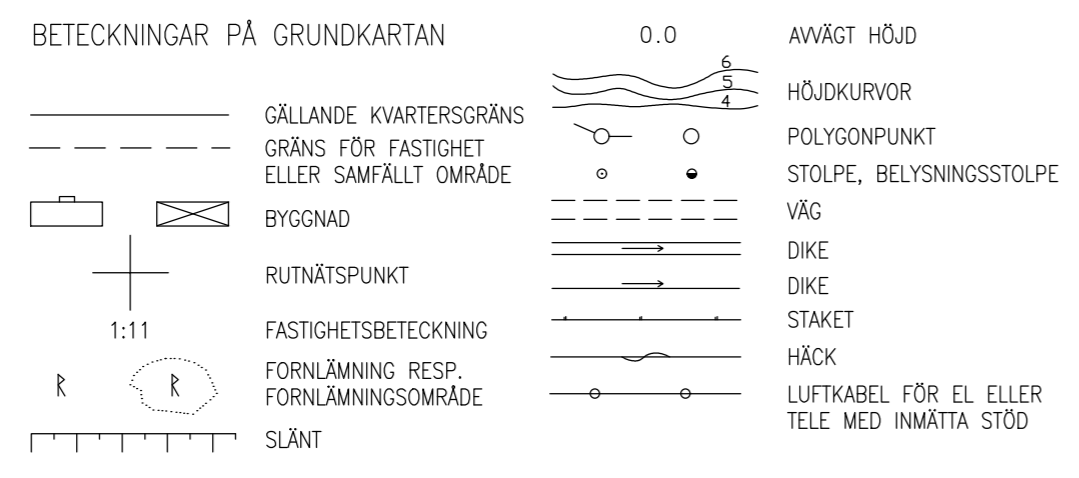 BETECKNINGAR PÅ GRUNDKARTAN
GÄLLANDE KVARTERSGRÄNS
GRÄNS FÖR FASTIGHET
ELLER SAMFÄLLT OMRÅDE
BYGGNAD
RUTNÄTSPUNKT
1:11 FASTIGHETSBETECKNING
R R FORNLÄMNING RESP.
FORNLÄMNINGSOMRÅDE
SLÄNT
0.0 AVVÄGT HÖJD
6
5
4
HÖJDKURVOR
POLYGONPUNKT
STOLPE, BELYSNINGSSTOLPE
VÄG
DIKE
DIKE
STAKET
HÄCK
LUFTKABEL FÖR EL ELLER
TELE MED INMÄTTA STÖD